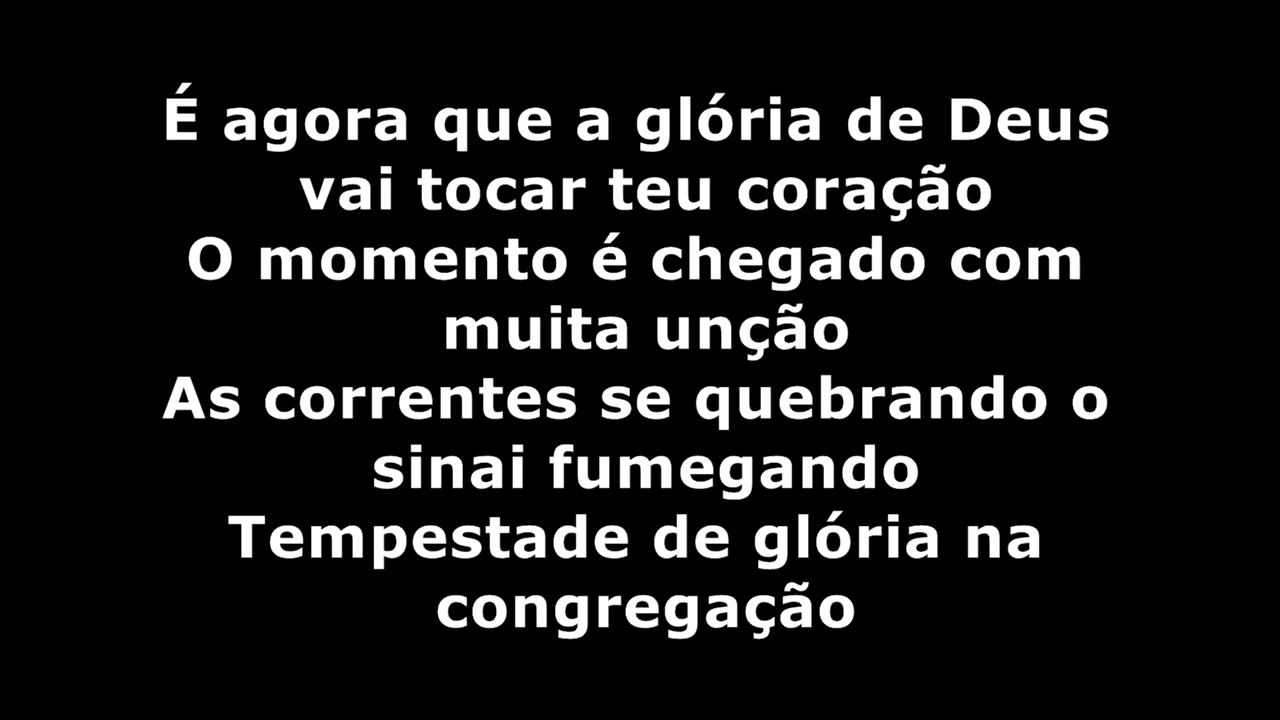 É agora que a glória de Deus
vai tocar teu coração
O momento é chegado com
muita unção
As correntes se quebrando o
sinai fumegando
Tempestade de glória na
congregação